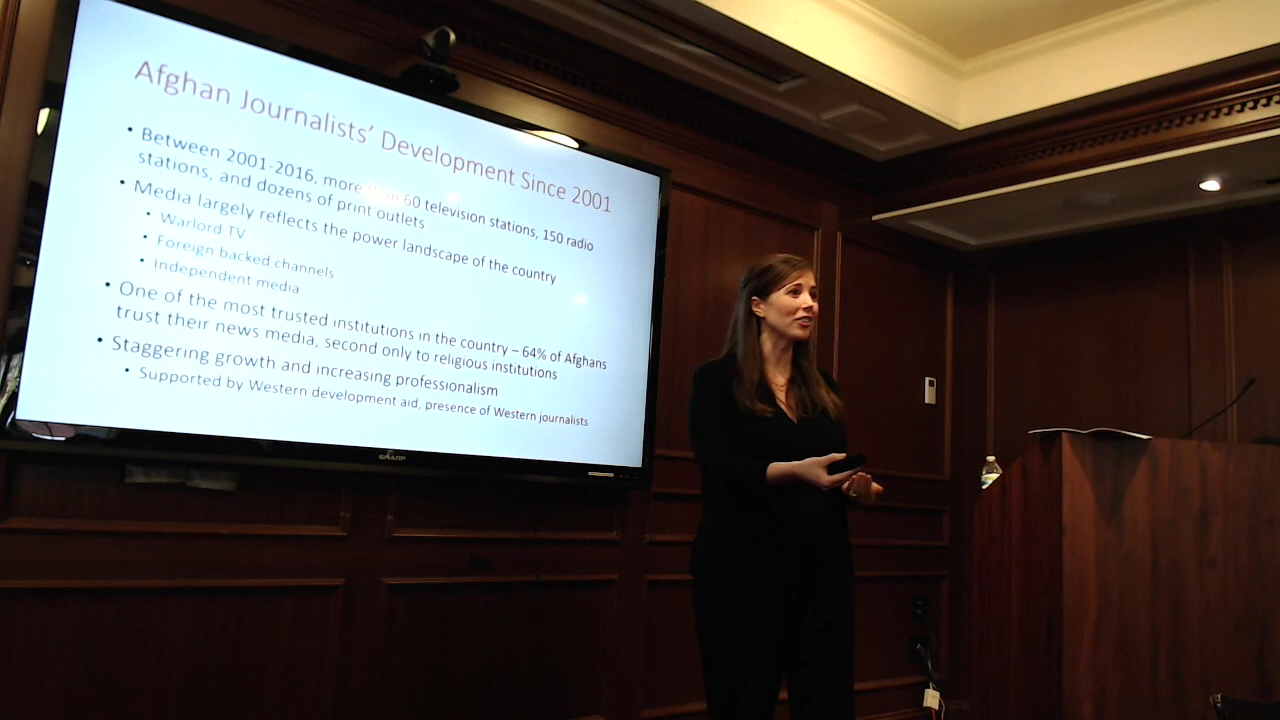 Afghan Journalists' Development Since 2001
• Between 2001-2016, more than 60 television stations, 150 radio
stations, and dozens of print outlets
• Media largely reflects the power landscape of the country
• Warlord TV
• Foreign backed channels
• Independent media
• One of the most trusted institutions in the country – 64% of Afghans
trust their news media, second only to religious institutions
• Staggering growth and increasing professionalism
• Supported by Western development aid, presence of Western journalists
SHARP